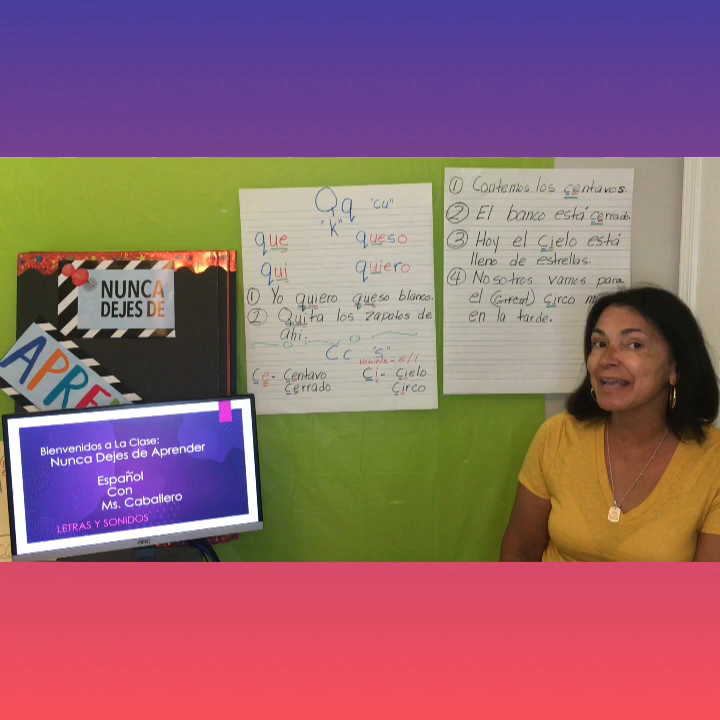 NUNCA
DEJES DE
APRE
Bienvenidos a La Clase:
Nunca Dejes de Aprender
Español
Con
Ms. Caballero
LETRAS Y SONIDOS
Qq "cu"
"K"
que queso
qui quiero
① Yo quiero queso blanco.
② Quita los zapatos de
ahí.
Cc "S"
vowels - e/i
Ce- Centavo Ci- Cielo
Cerrado Circo
① Contemos los centavos.
② El banco está cerrado
③ Hoy el cielo está
lleno de estrellas.
④ Nosotros vamos para
el (Great) Circo
en la tarde.